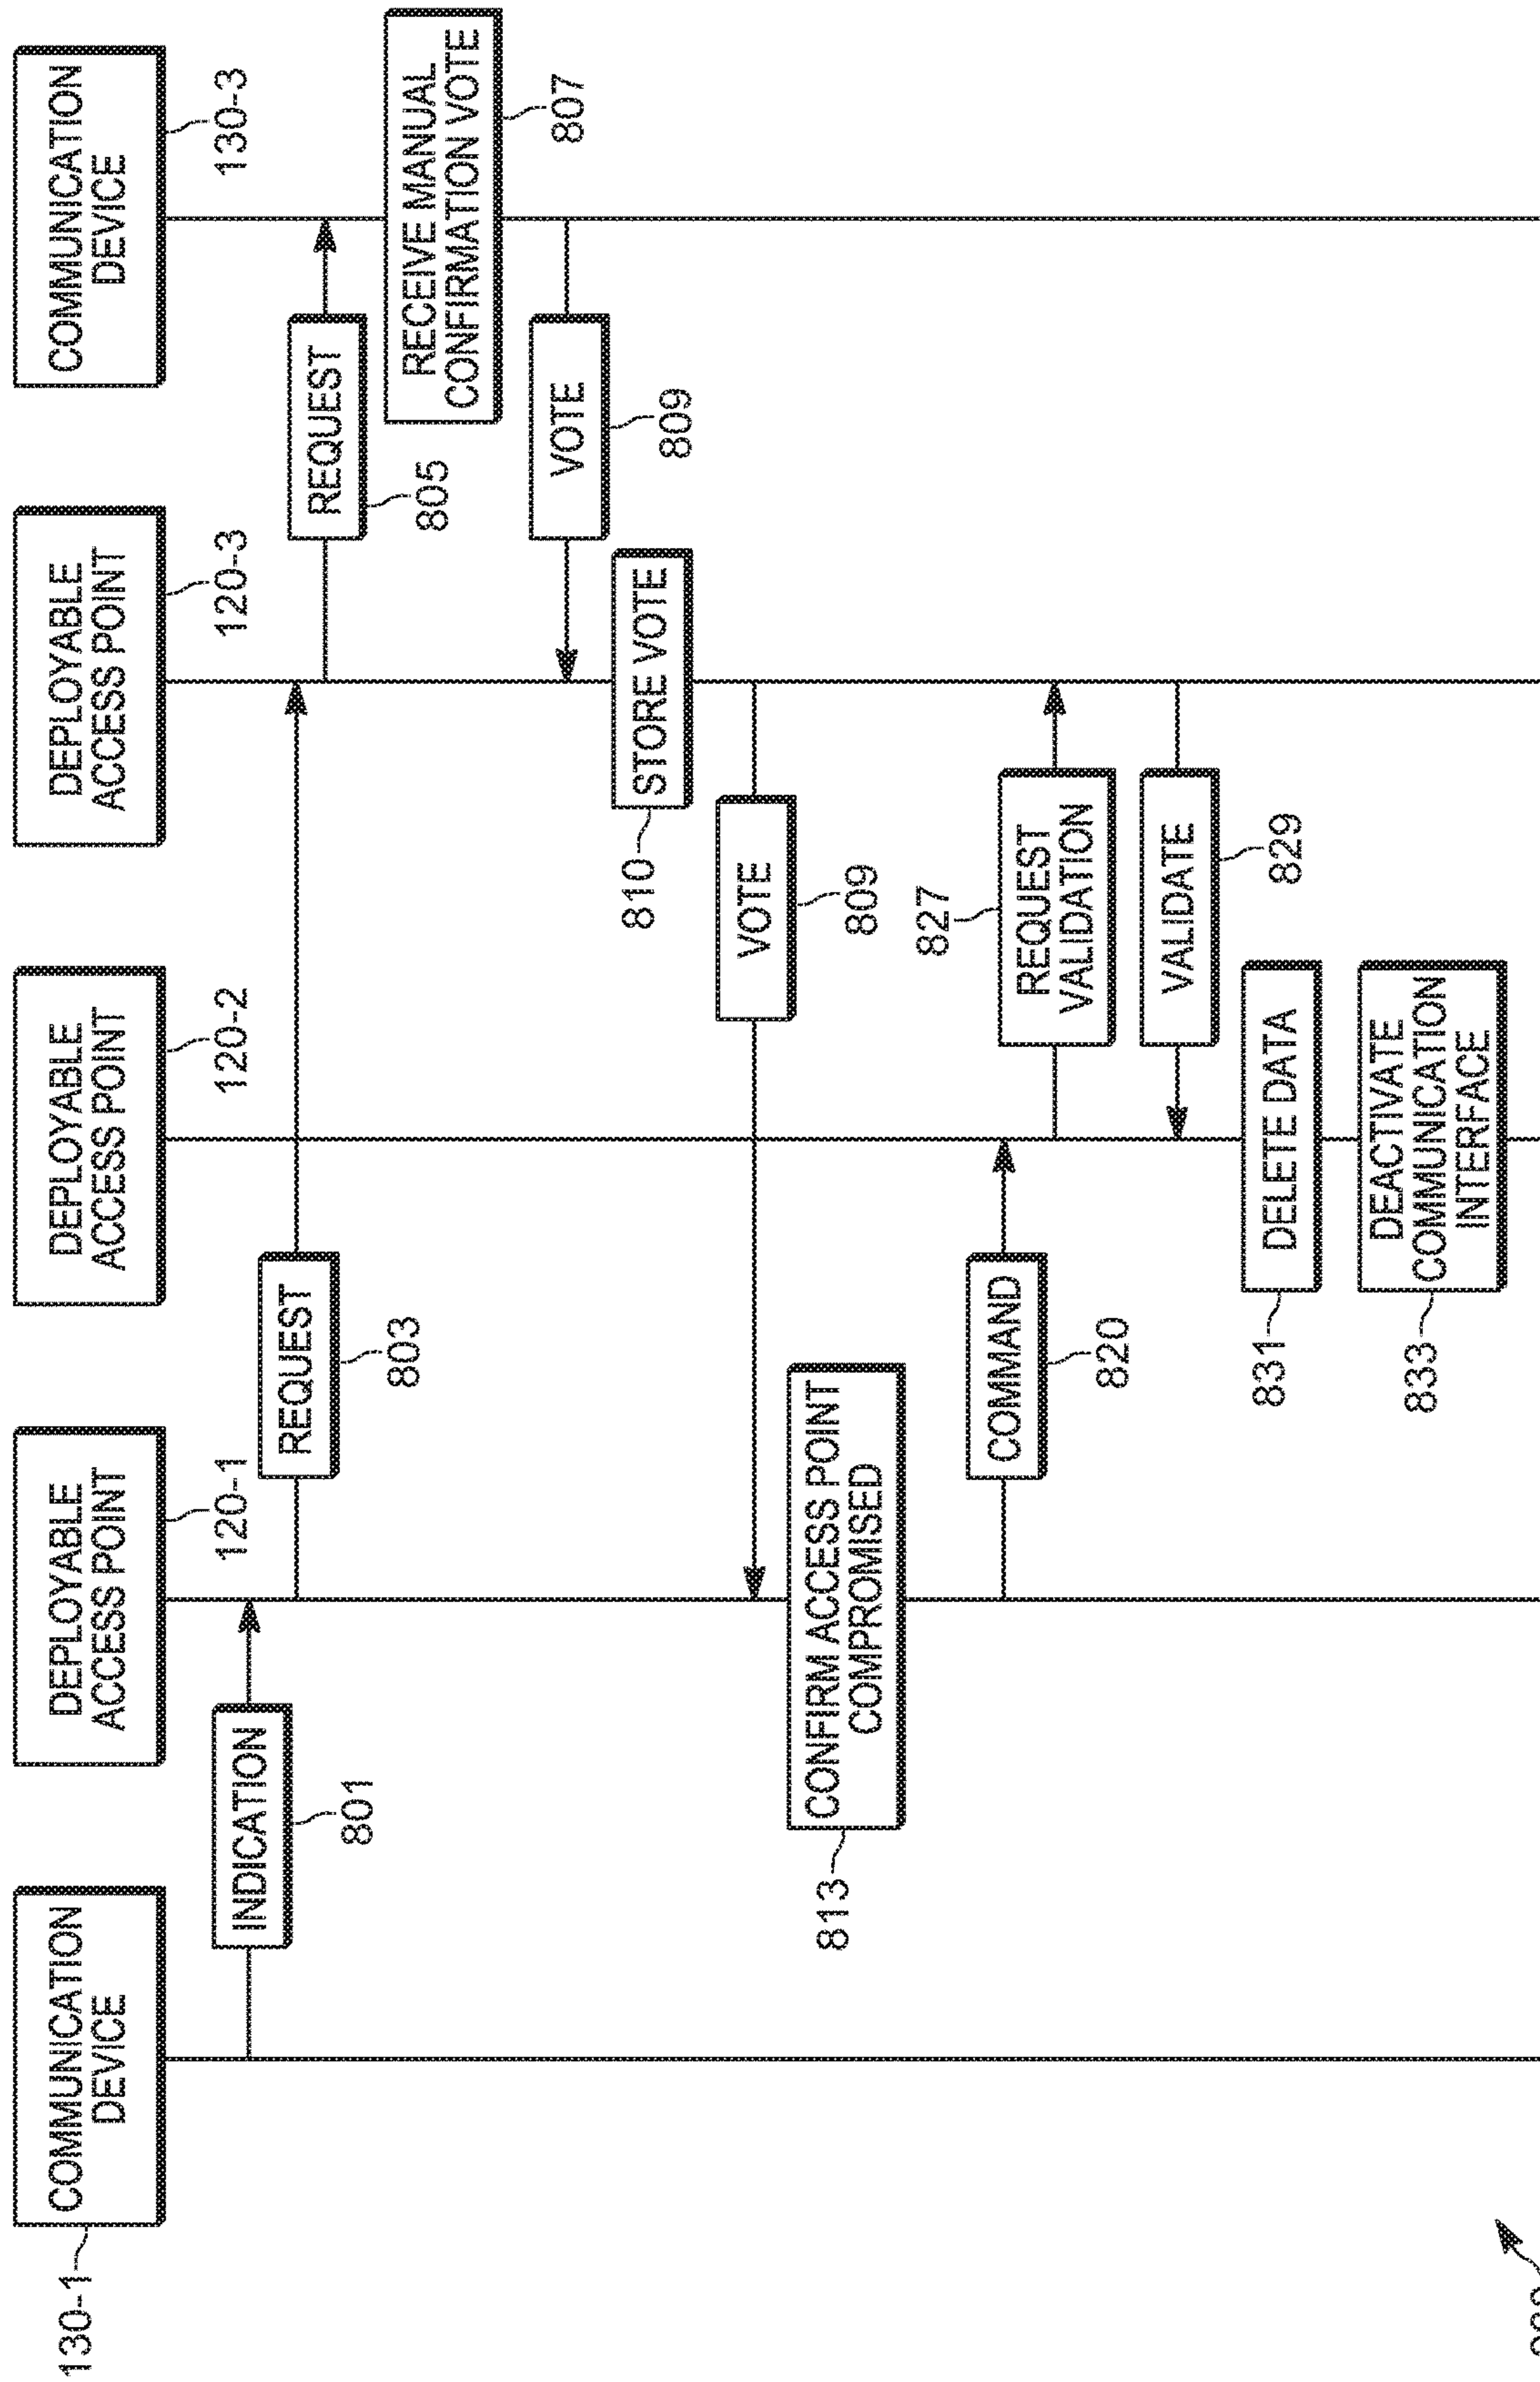 COMMUNICATION
DEVICE
130-1
DEPLOYABLE
ACCESS POINT
120-1
DEPLOYABLE
ACCESS POINT
120-2
DEPLOYABLE
ACCESS POINT
120-3
COMMUNICATION
DEVICE
130-3
INDICATION
801
REQUEST
803
REQUEST
805
RECEIVE MANUAL
CONFIRMATION VOTE
807
VOTE
809
STORE VOTE
810
VOTE
809
CONFIRM ACCESS POINT
COMPROMISED
813
COMMAND
820
REQUEST
VALIDATION
827
VALIDATE
829
DELETE DATA
831
DEACTIVATE
COMMUNICATION
INTERFACE
833